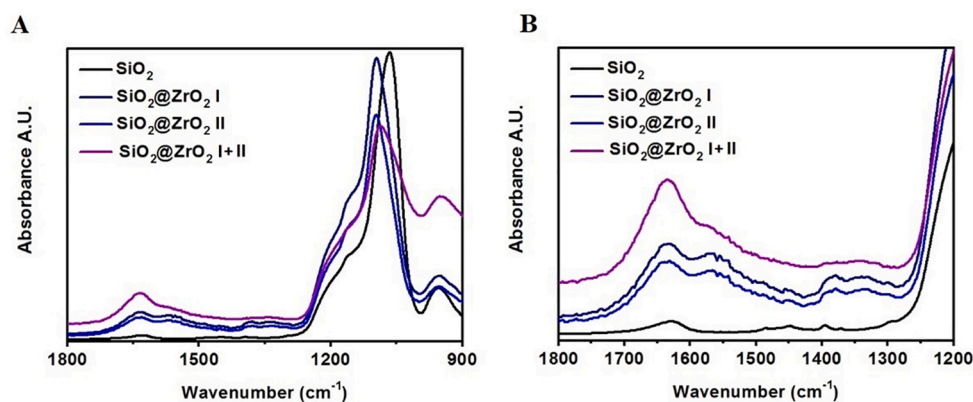 A
Absorbance A.U.
SiO₂
SiO₂@ZrO₂ I
SiO₂@ZrO₂ II
SiO₂@ZrO₂ I+ II
1800 1500 1200 900
Wavenumber (cm⁻¹)
B
Absorbance A.U.
SiO₂
SiO₂@ZrO₂ I
SiO₂@ZrO₂ II
SiO₂@ZrO₂ I+II
1800 1700 1600 1500 1400 1300 1200
Wavenumber (cm⁻¹)